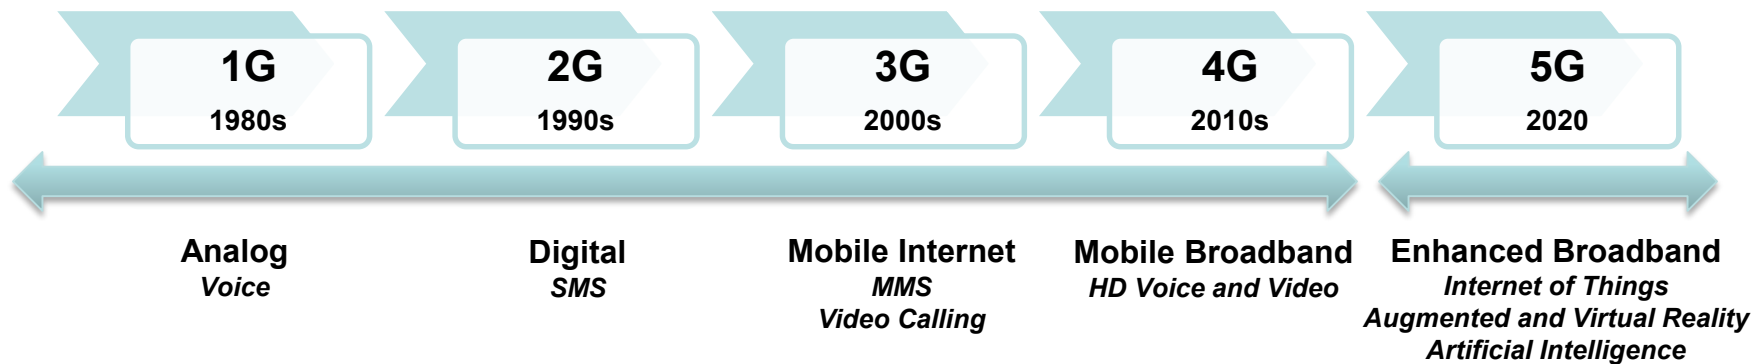 1G
1980s
2G
1990s
3G
2000s
4G
2010s
5G
2020
Analog
Voice
Digital
SMS
Mobile Internet
MMS
Video Calling
Mobile Broadband
HD Voice and Video
Enhanced Broadband
Internet of Things
Augmented and Virtual Reality
Artificial Intelligence